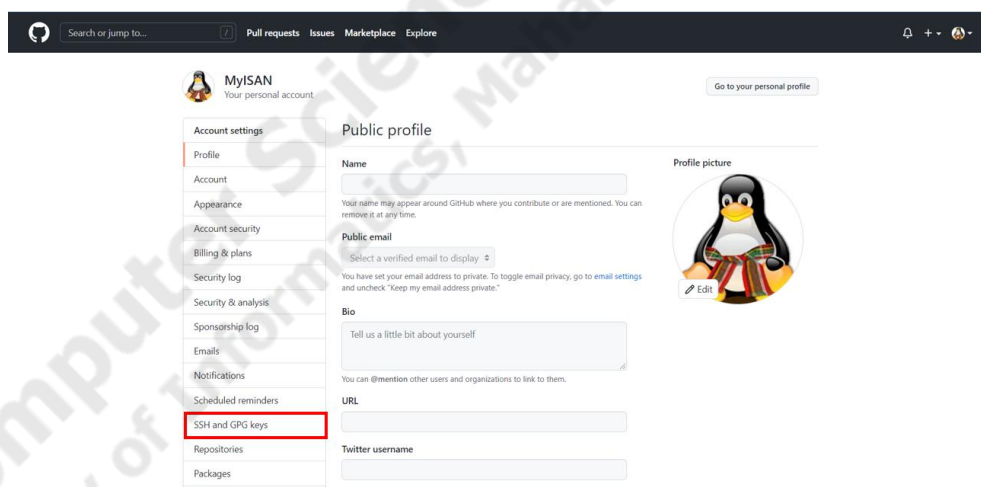 Search or jump to... /
Pull requests Issues Marketplace Explore
MyISAN
Your personal account
Go to your personal profile
Account settings
Profile
Account
Appearance
Account security
Billing & plans
Security log
Security & analysis
Sponsorship log
Emails
Notifications
Scheduled reminders
SSH and GPG keys
Repositories
Packages
Public profile
Name
Your name may appear around GitHub where you contribute or are mentioned. You can
remove it at any time.
Public email
Select a verified email to display
You have set your email address to private. To toggle email privacy, go to email settings
and uncheck "Keep my email address private."
Bio
Tell us a little bit about yourself
You can @mention other users and organizations to link to them.
URL
Twitter username
Profile picture
Edit
Computer Scien
of Informatics, Maha